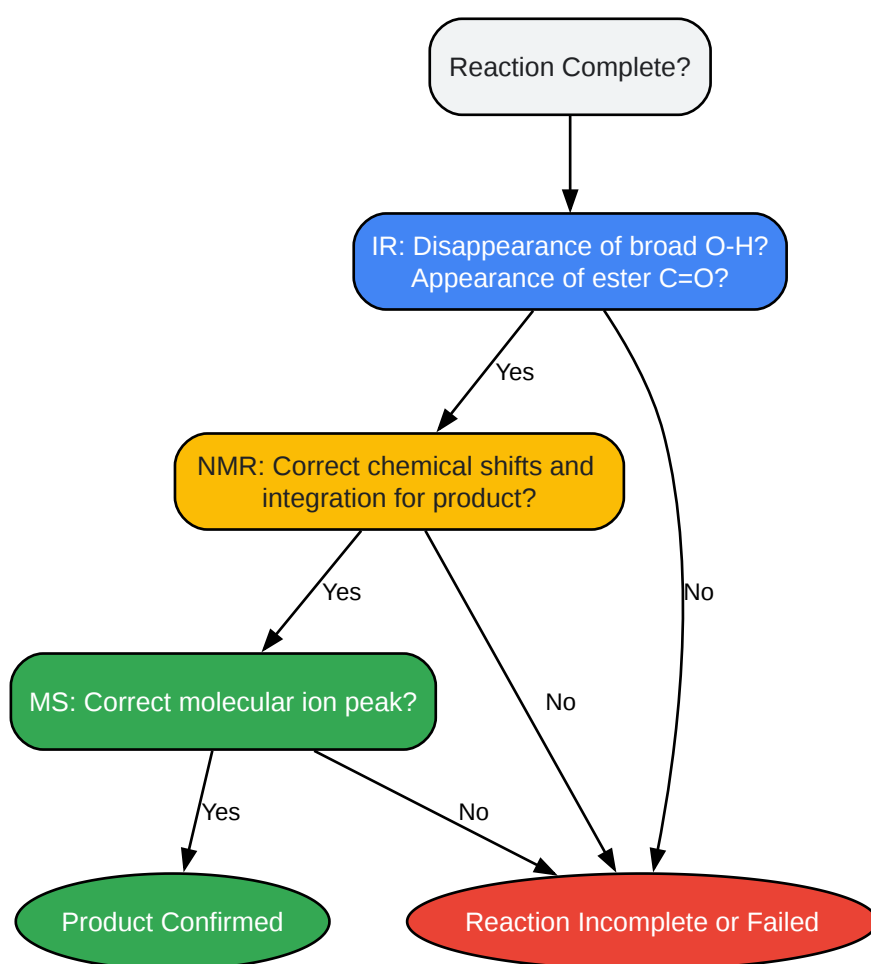 Reaction Complete?
IR: Disappearance of broad O-H?
Appearance of ester C=O?
Yes
NMR: Correct chemical shifts and
integration for product?
Yes
No
MS: Correct molecular ion peak?
No
Yes
No
Product Confirmed
Reaction Incomplete or Failed